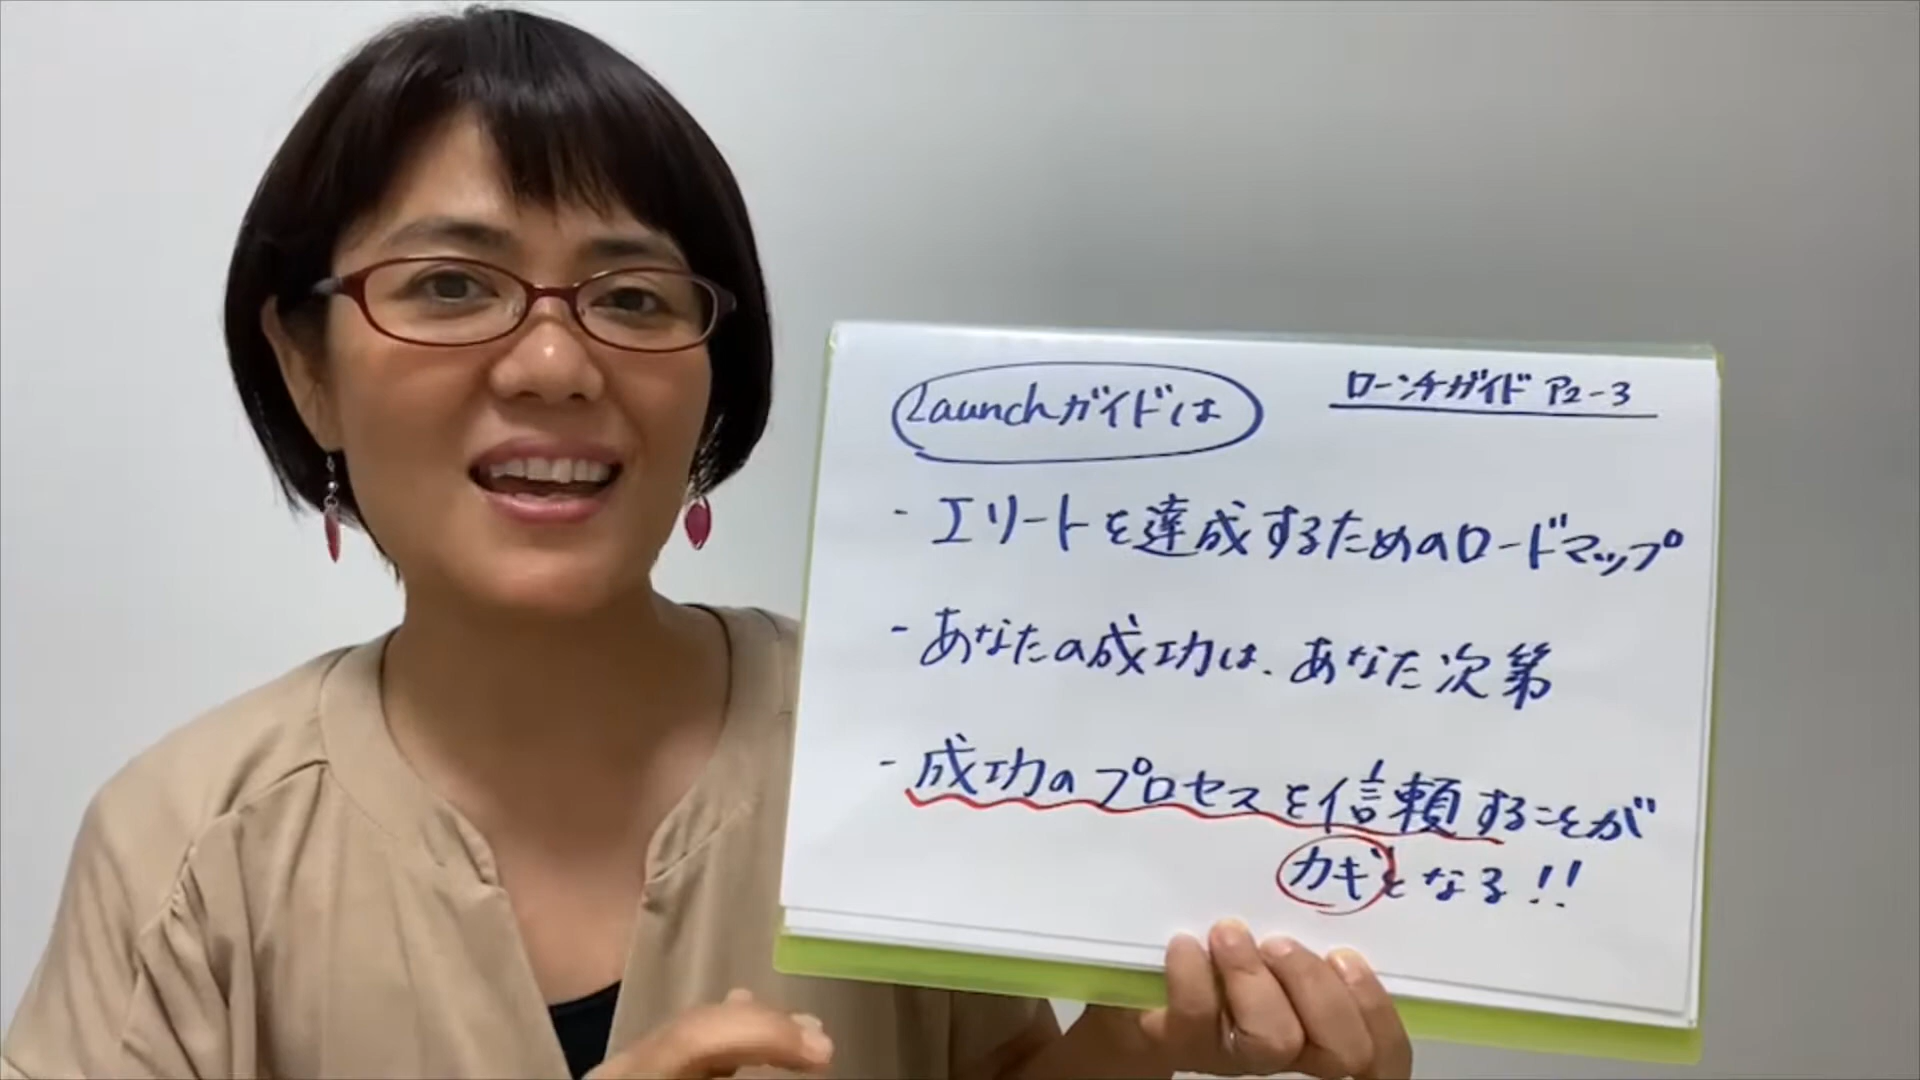 ローンチガイド P2-3
Launchガイドは
- エリートを達成するためのロードマップ
- あなたの成功は、あなた次第
- 成功のプロセスを信頼することが
カギとなる!!